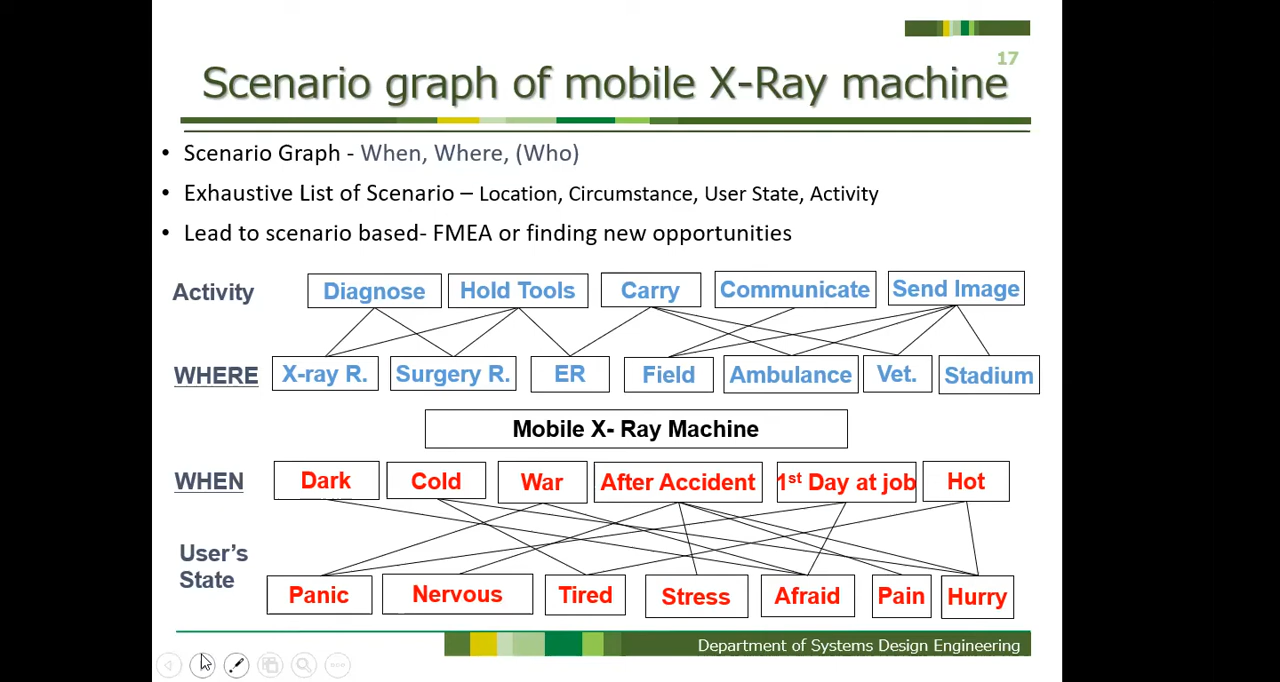 17
Scenario graph of mobile X-Ray machine
• Scenario Graph - When, Where, (Who)
• Exhaustive List of Scenario – Location, Circumstance, User State, Activity
• Lead to scenario based- FMEA or finding new opportunities
Activity Diagnose Hold Tools Carry Communicate Send Image
WHERE X-ray R. Surgery R. ER Field Ambulance Vet. Stadium
Mobile X- Ray Machine
WHEN Dark Cold War After Accident 1st Day at job Hot
User's
State
Panic Nervous Tired Stress Afraid Pain Hurry
Department of Systems Design Engineering